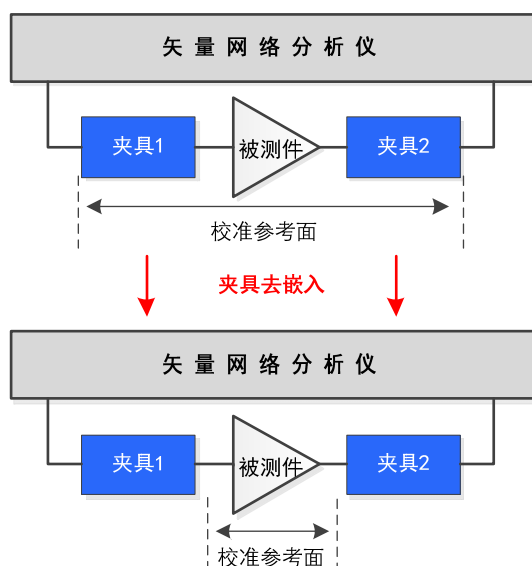 矢量网络分析仪
夹具1 被测件 夹具2
校准参考面
夹具去嵌入
矢量网络分析仪
夹具1 被测件 夹具2
校准参考面